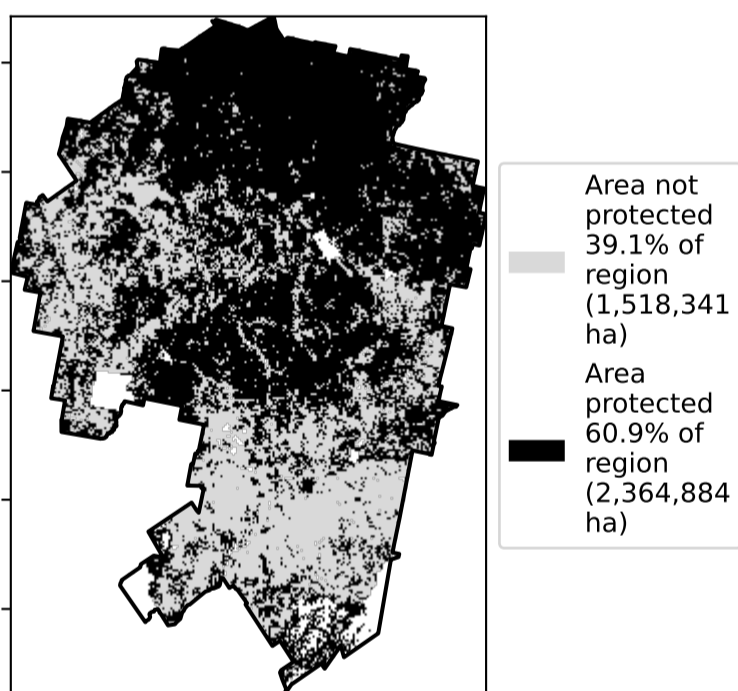 Area not
protected
39.1% of
region
(1,518,341
ha)
Area
protected
60.9% of
region
(2,364,884
ha)